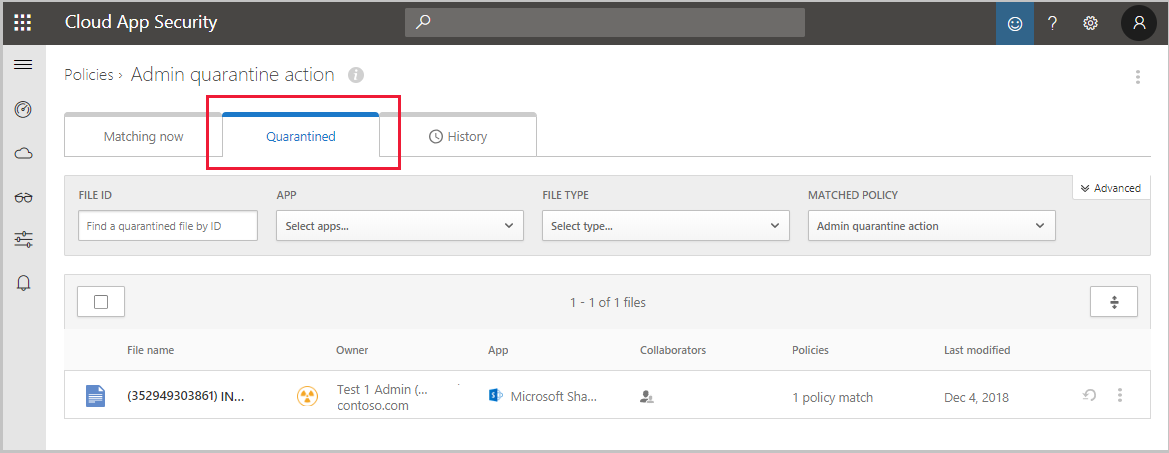 Cloud App Security
?
Policies › Admin quarantine action
Matching now
Quarantined
History
FILE ID
APP
FILE TYPE
MATCHED POLICY
Advanced
Find a quarantined file by ID
Select apps...
Select type...
Admin quarantine action
1 - 1 of 1 files
File name
Owner
App
Collaborators
Policies
Last modified
(352949303861) IN...
Test 1 Admin (...
contoso.com
Microsoft Sha...
1 policy match
Dec 4, 2018